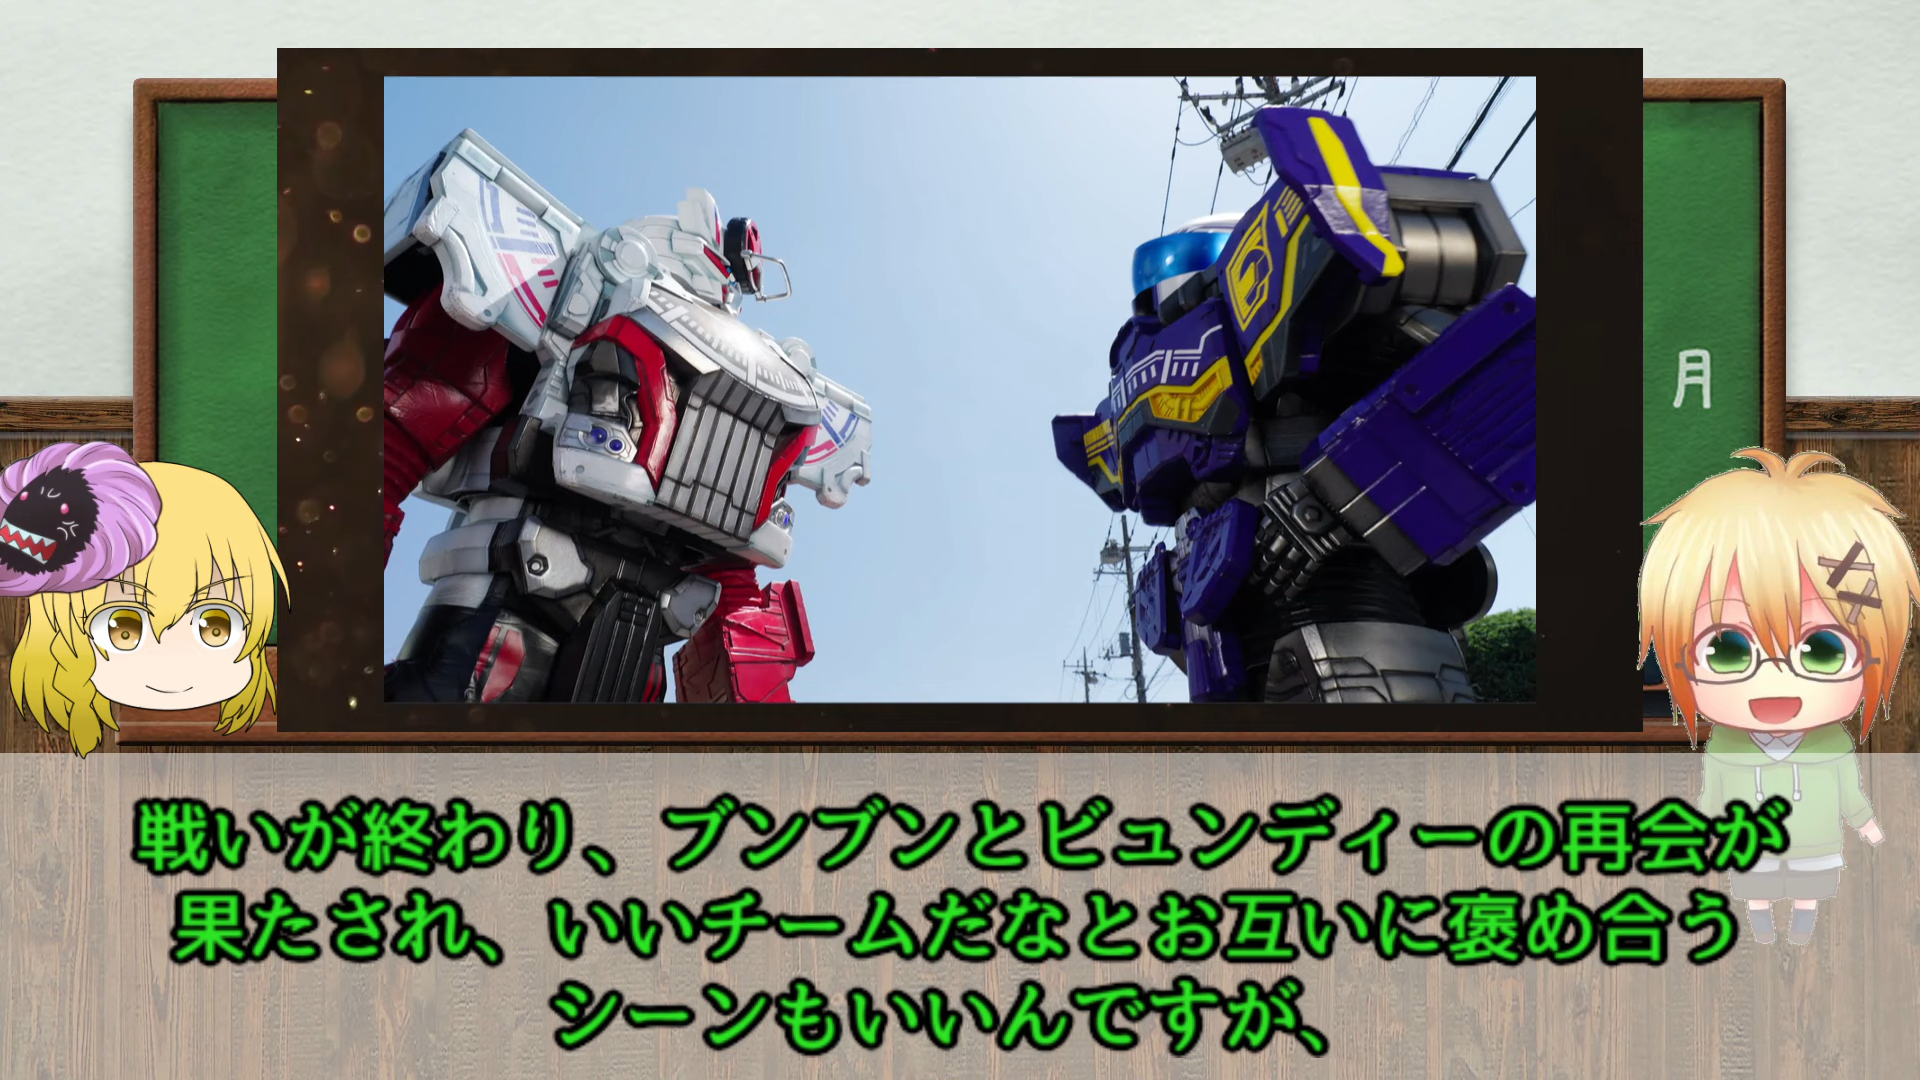 月
戦いが終わり、ブンブンとビュンディーの再会が
果たされ、いいチームだなとお互いに褒め合う
シーンもいいんですが、